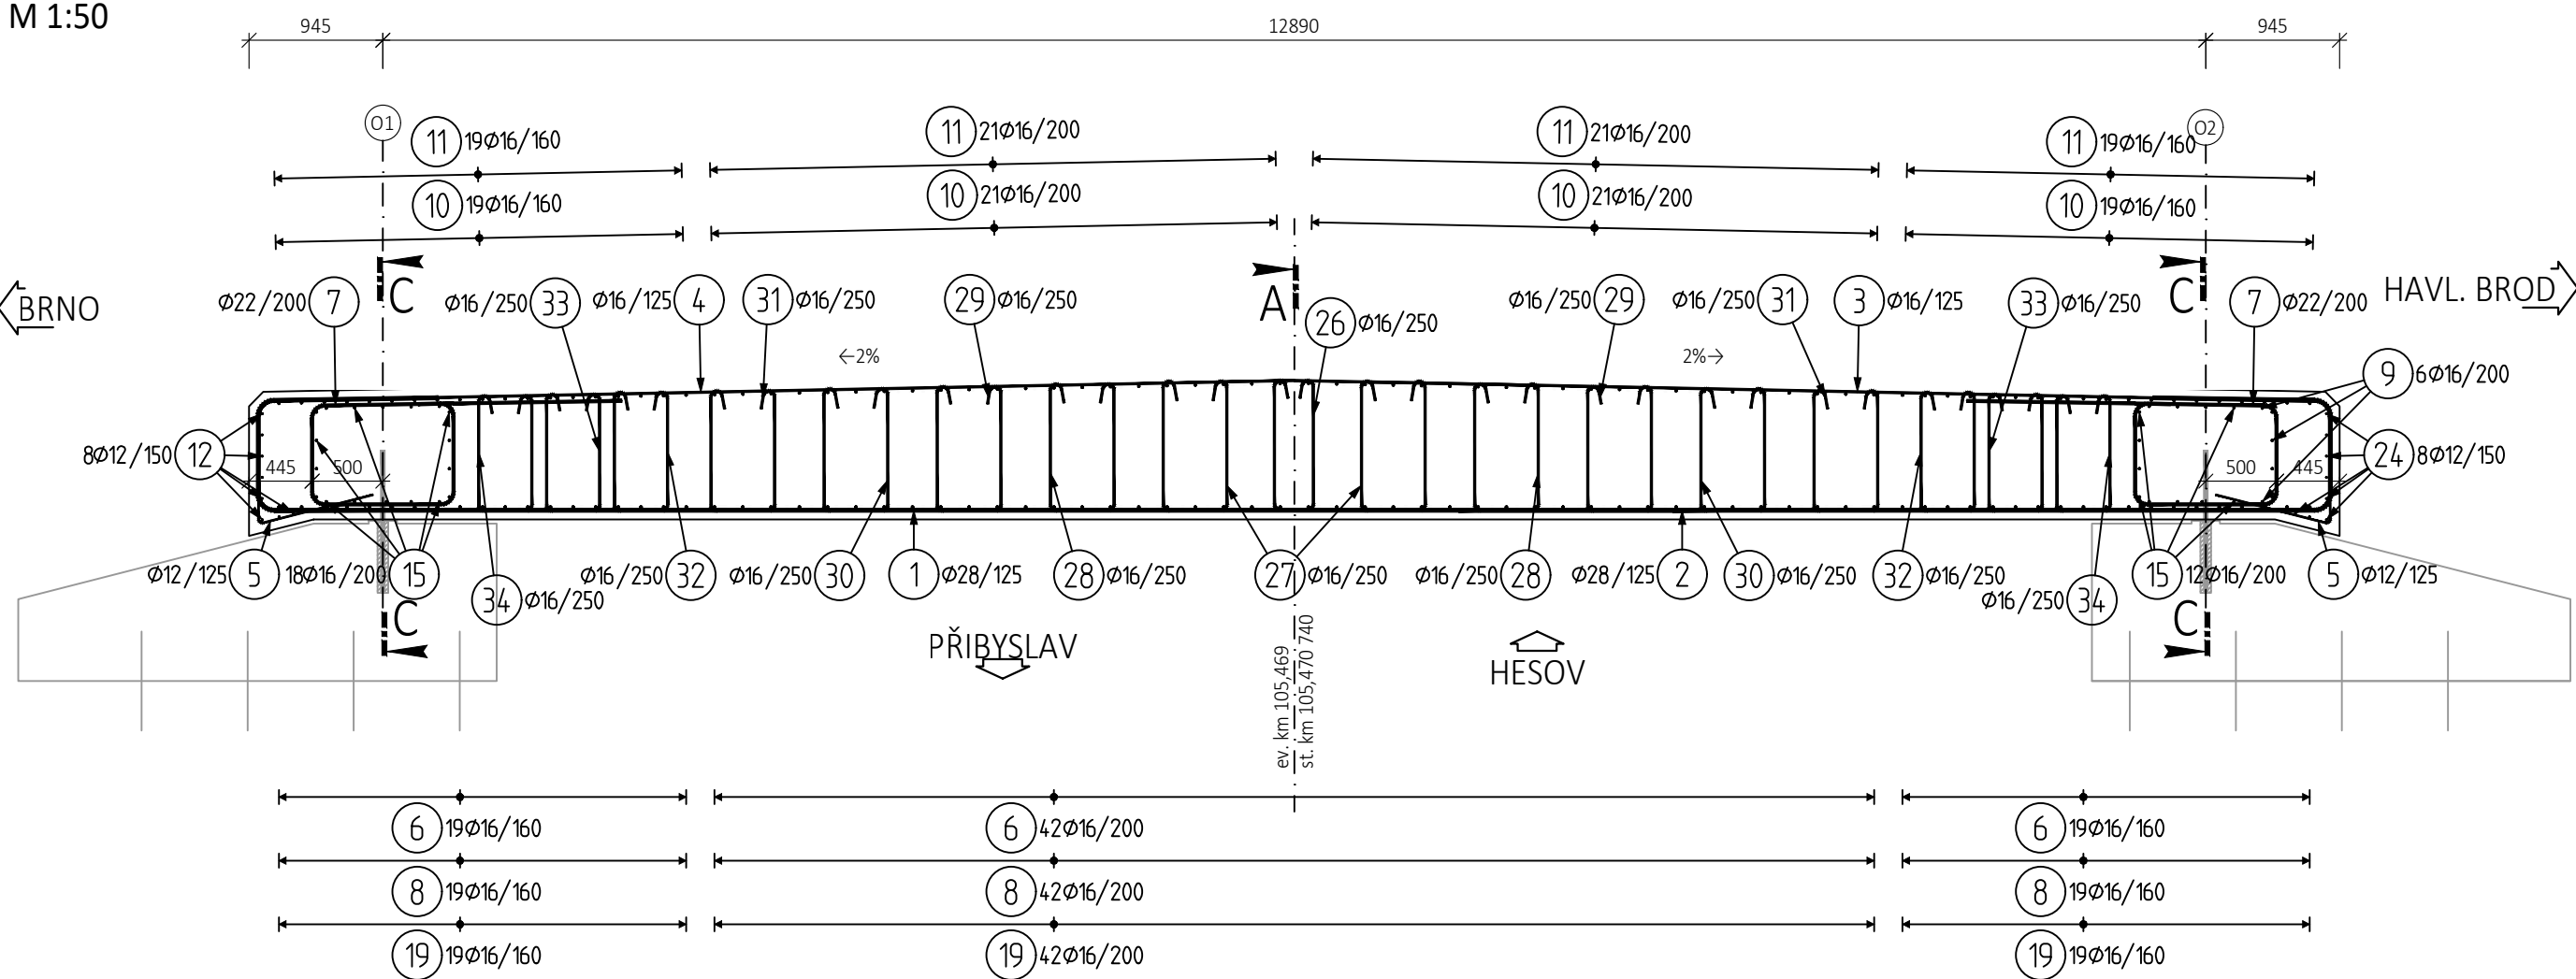 M 1:50
945 12890 945
O1 O2
11 19Ø16/160 11 21Ø16/200 11 21Ø16/200 11 19Ø16/160
10 19Ø16/160 10 21Ø16/200 10 21Ø16/200 10 19Ø16/160
BRNO C A C HAVL. BROD
Ø22/200 7 Ø16/250 33 Ø16/125 4 31 Ø16/250 29 Ø16/250 26 Ø16/250 Ø16/250 29 Ø16/250 31 3 Ø16/125 33 Ø16/250 7 Ø22/200
←2% 2%→
9 6Ø16/200
8Ø12/150 12 445 500 500 445 24 8Ø12/150
Ø12/125 5 18Ø16/200 15 Ø16/250 32 Ø16/250 30 1 Ø28/125 28 Ø16/250 27 Ø16/250 Ø16/250 28 Ø28/125 2 30 Ø16/250 32 Ø16/250 15 12Ø16/200 5 Ø12/125
34 Ø16/250 Ø16/250 34
C C
PŘIBYSLAV HESOV
ev. km 105,469
st. km 105,470 740
6 19Ø16/160 6 42Ø16/200 6 19Ø16/160
8 19Ø16/160 8 42Ø16/200 8 19Ø16/160
19 19Ø16/160 19 42Ø16/200 19 19Ø16/160